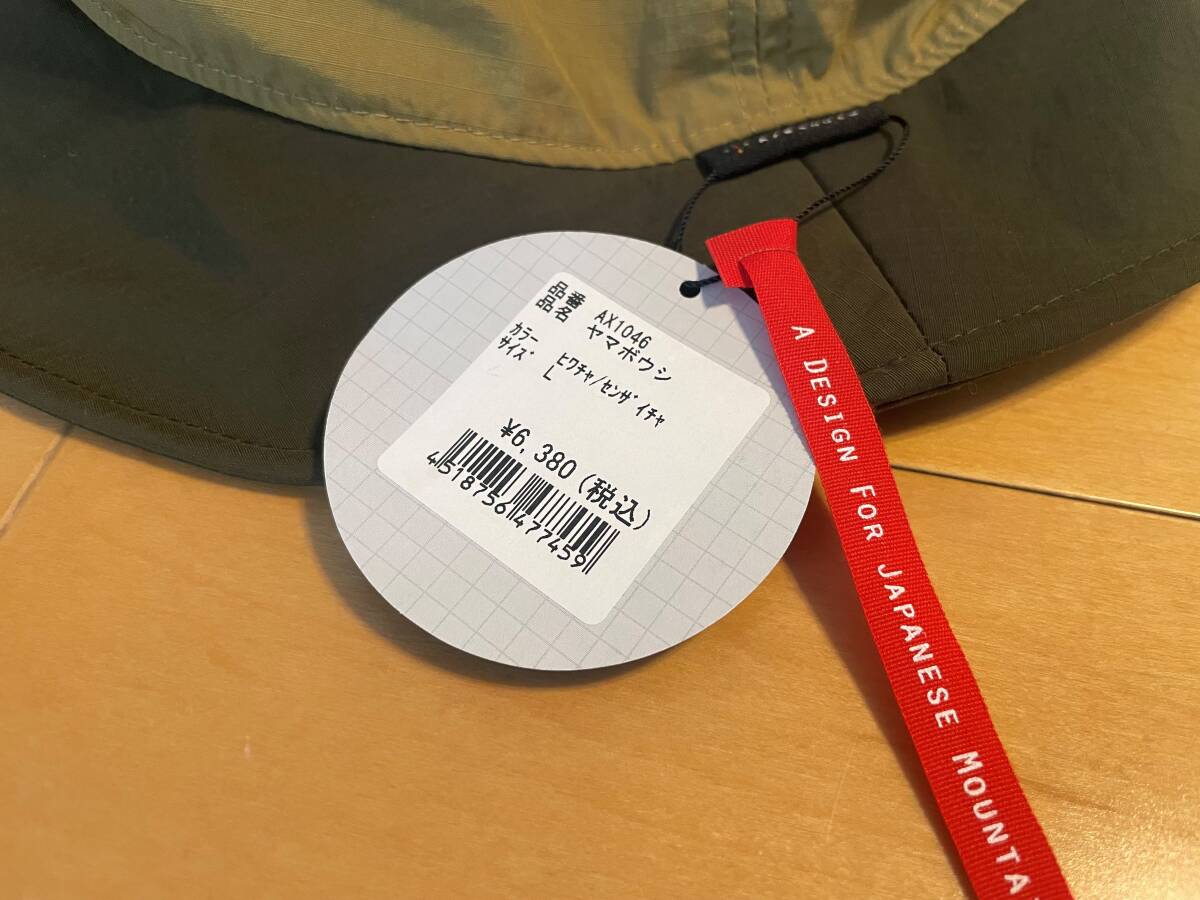 品番 AX1046
品名 ヤマボウシ
カラー ヒワチャ/センザイチャ
サイズ L
¥6,380(税込)
4518756477459
A DESIGN FOR JAPANESE MOUNTA